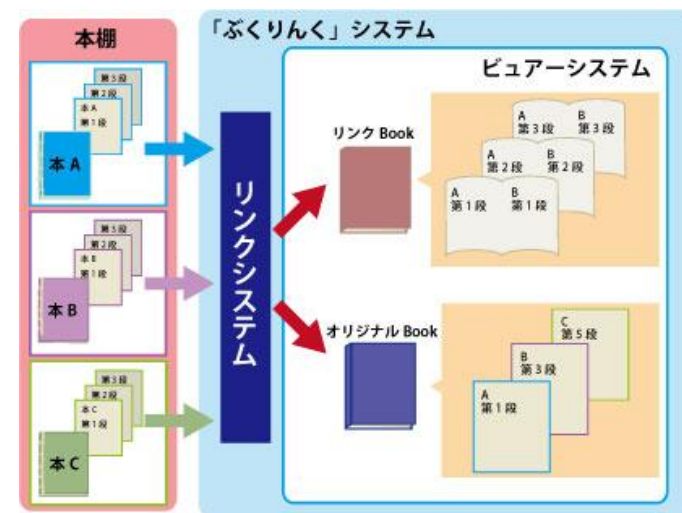 本棚
第3段
第2段
本A
第1段
本A
第3段
第2段
本B
第1段
本B
第3段
第2段
本C
第1段
本C
「ぶくりんく」システム
リンクシステム
ビュアーシステム
リンクBook
A
第3段
B
第3段
A
第2段
B
第2段
A
第1段
B
第1段
オリジナルBook
C
第5段
B
第3段
A
第1段